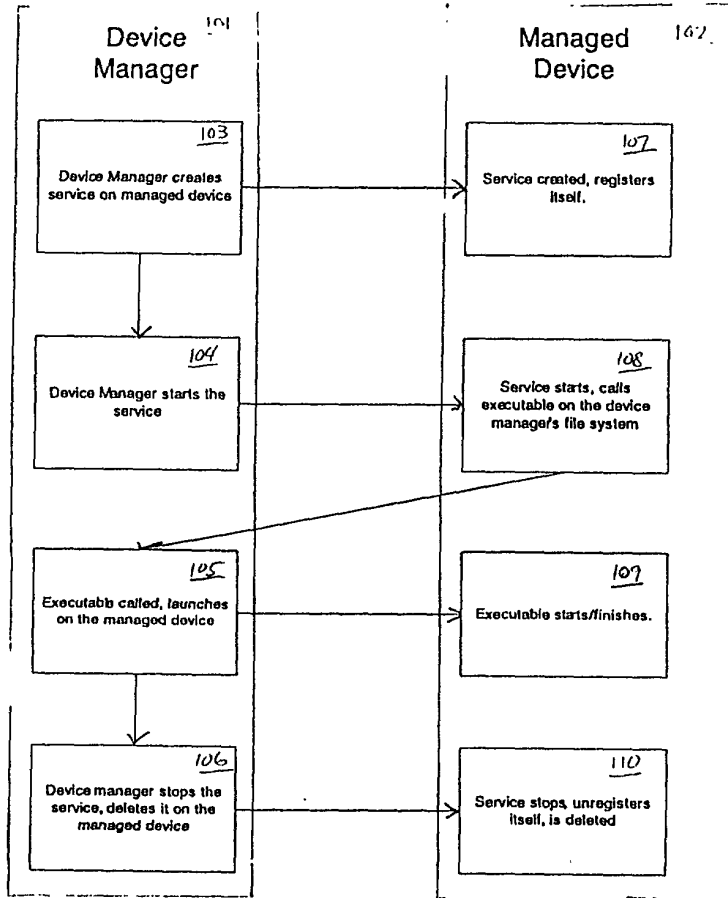 Device
Manager
101
Managed
Device
102
103
Device Manager creates
service on managed device
107
Service created, registers
itself.
104
Device Manager starts the
service
108
Service starts, calls
executable on the device
manager's file system
105
Executable called, launches
on the managed device
109
Executable starts/finishes.
106
Device manager stops the
service, deletes it on the
managed device
110
Service stops, unregisters
itself, is deleted